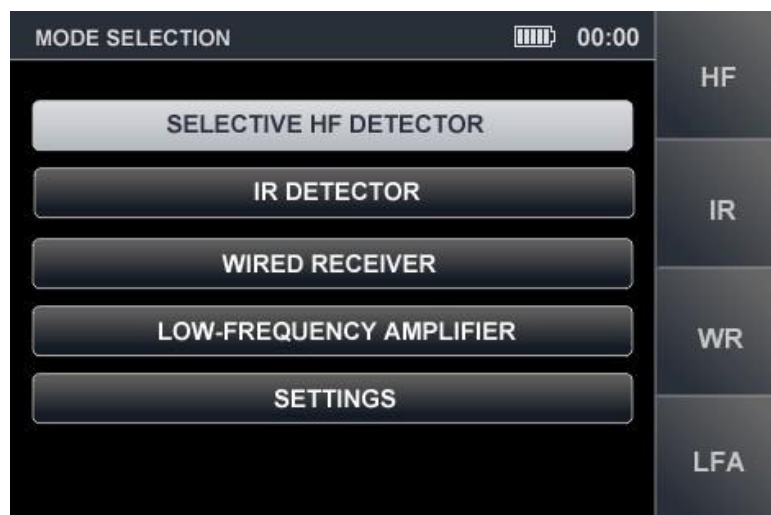 MODE SELECTION 00:00
SELECTIVE HF DETECTOR
IR DETECTOR
WIRED RECEIVER
LOW-FREQUENCY AMPLIFIER
SETTINGS
HF
IR
WR
LFA